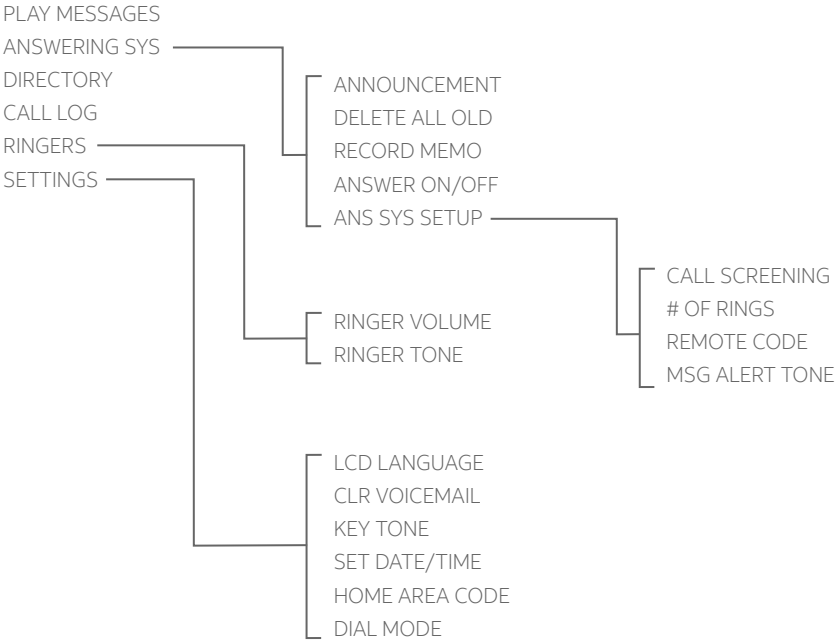 PLAY MESSAGES
ANSWERING SYS
DIRECTORY
CALL LOG
RINGERS
SETTINGS
ANNOUNCEMENT
DELETE ALL OLD
RECORD MEMO
ANSWER ON/OFF
ANS SYS SETUP
CALL SCREENING
# OF RINGS
REMOTE CODE
MSG ALERT TONE
RINGER VOLUME
RINGER TONE
LCD LANGUAGE
CLR VOICEMAIL
KEY TONE
SET DATE/TIME
HOME AREA CODE
DIAL MODE